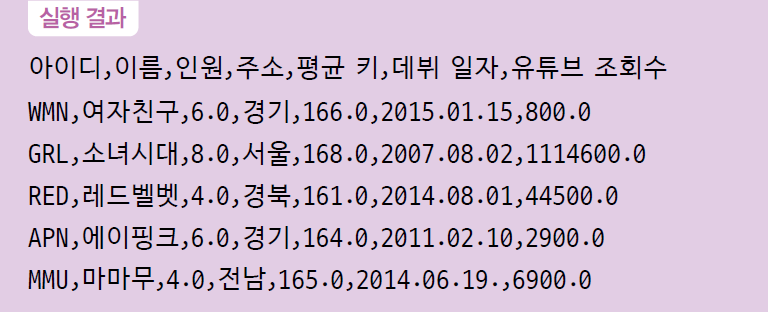 실행 결과
아이디,이름,인원,주소,평균 키,데뷔 일자,유튜브 조회수
WMN,여자친구,6.0,경기,166.0,2015.01.15,800.0
GRL,소녀시대,8.0,서울,168.0,2007.08.02,1114600.0
RED,레드벨벳,4.0,경북,161.0,2014.08.01,44500.0
APN,에이핑크,6.0,경기,164.0,2011.02.10,2900.0
MMU,마마무,4.0,전남,165.0,2014.06.19.,6900.0